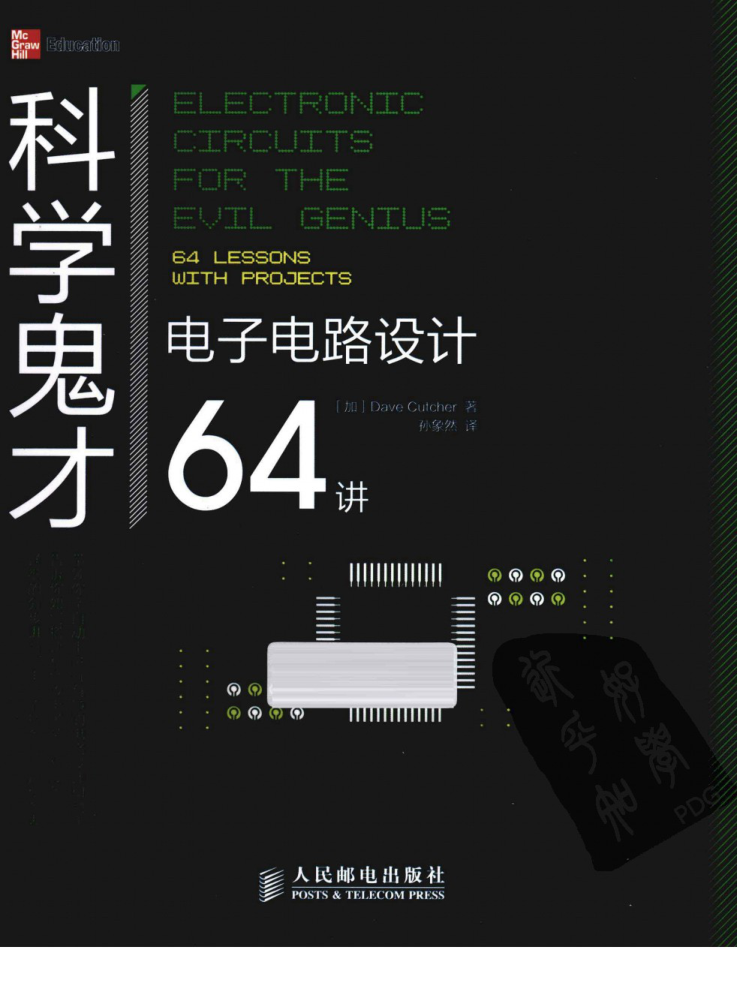 Mc
Graw
Hill
Education
科学鬼才
ELECTRONIC
CIRCUITS
FOR THE
EVIL GENIUS
64 LESSONS
WITH PROJECTS
电子电路设计
64讲
[加] Dave Cutcher 著
孙象然 译
PDG
人民邮电出版社
POSTS & TELECOM PRESS